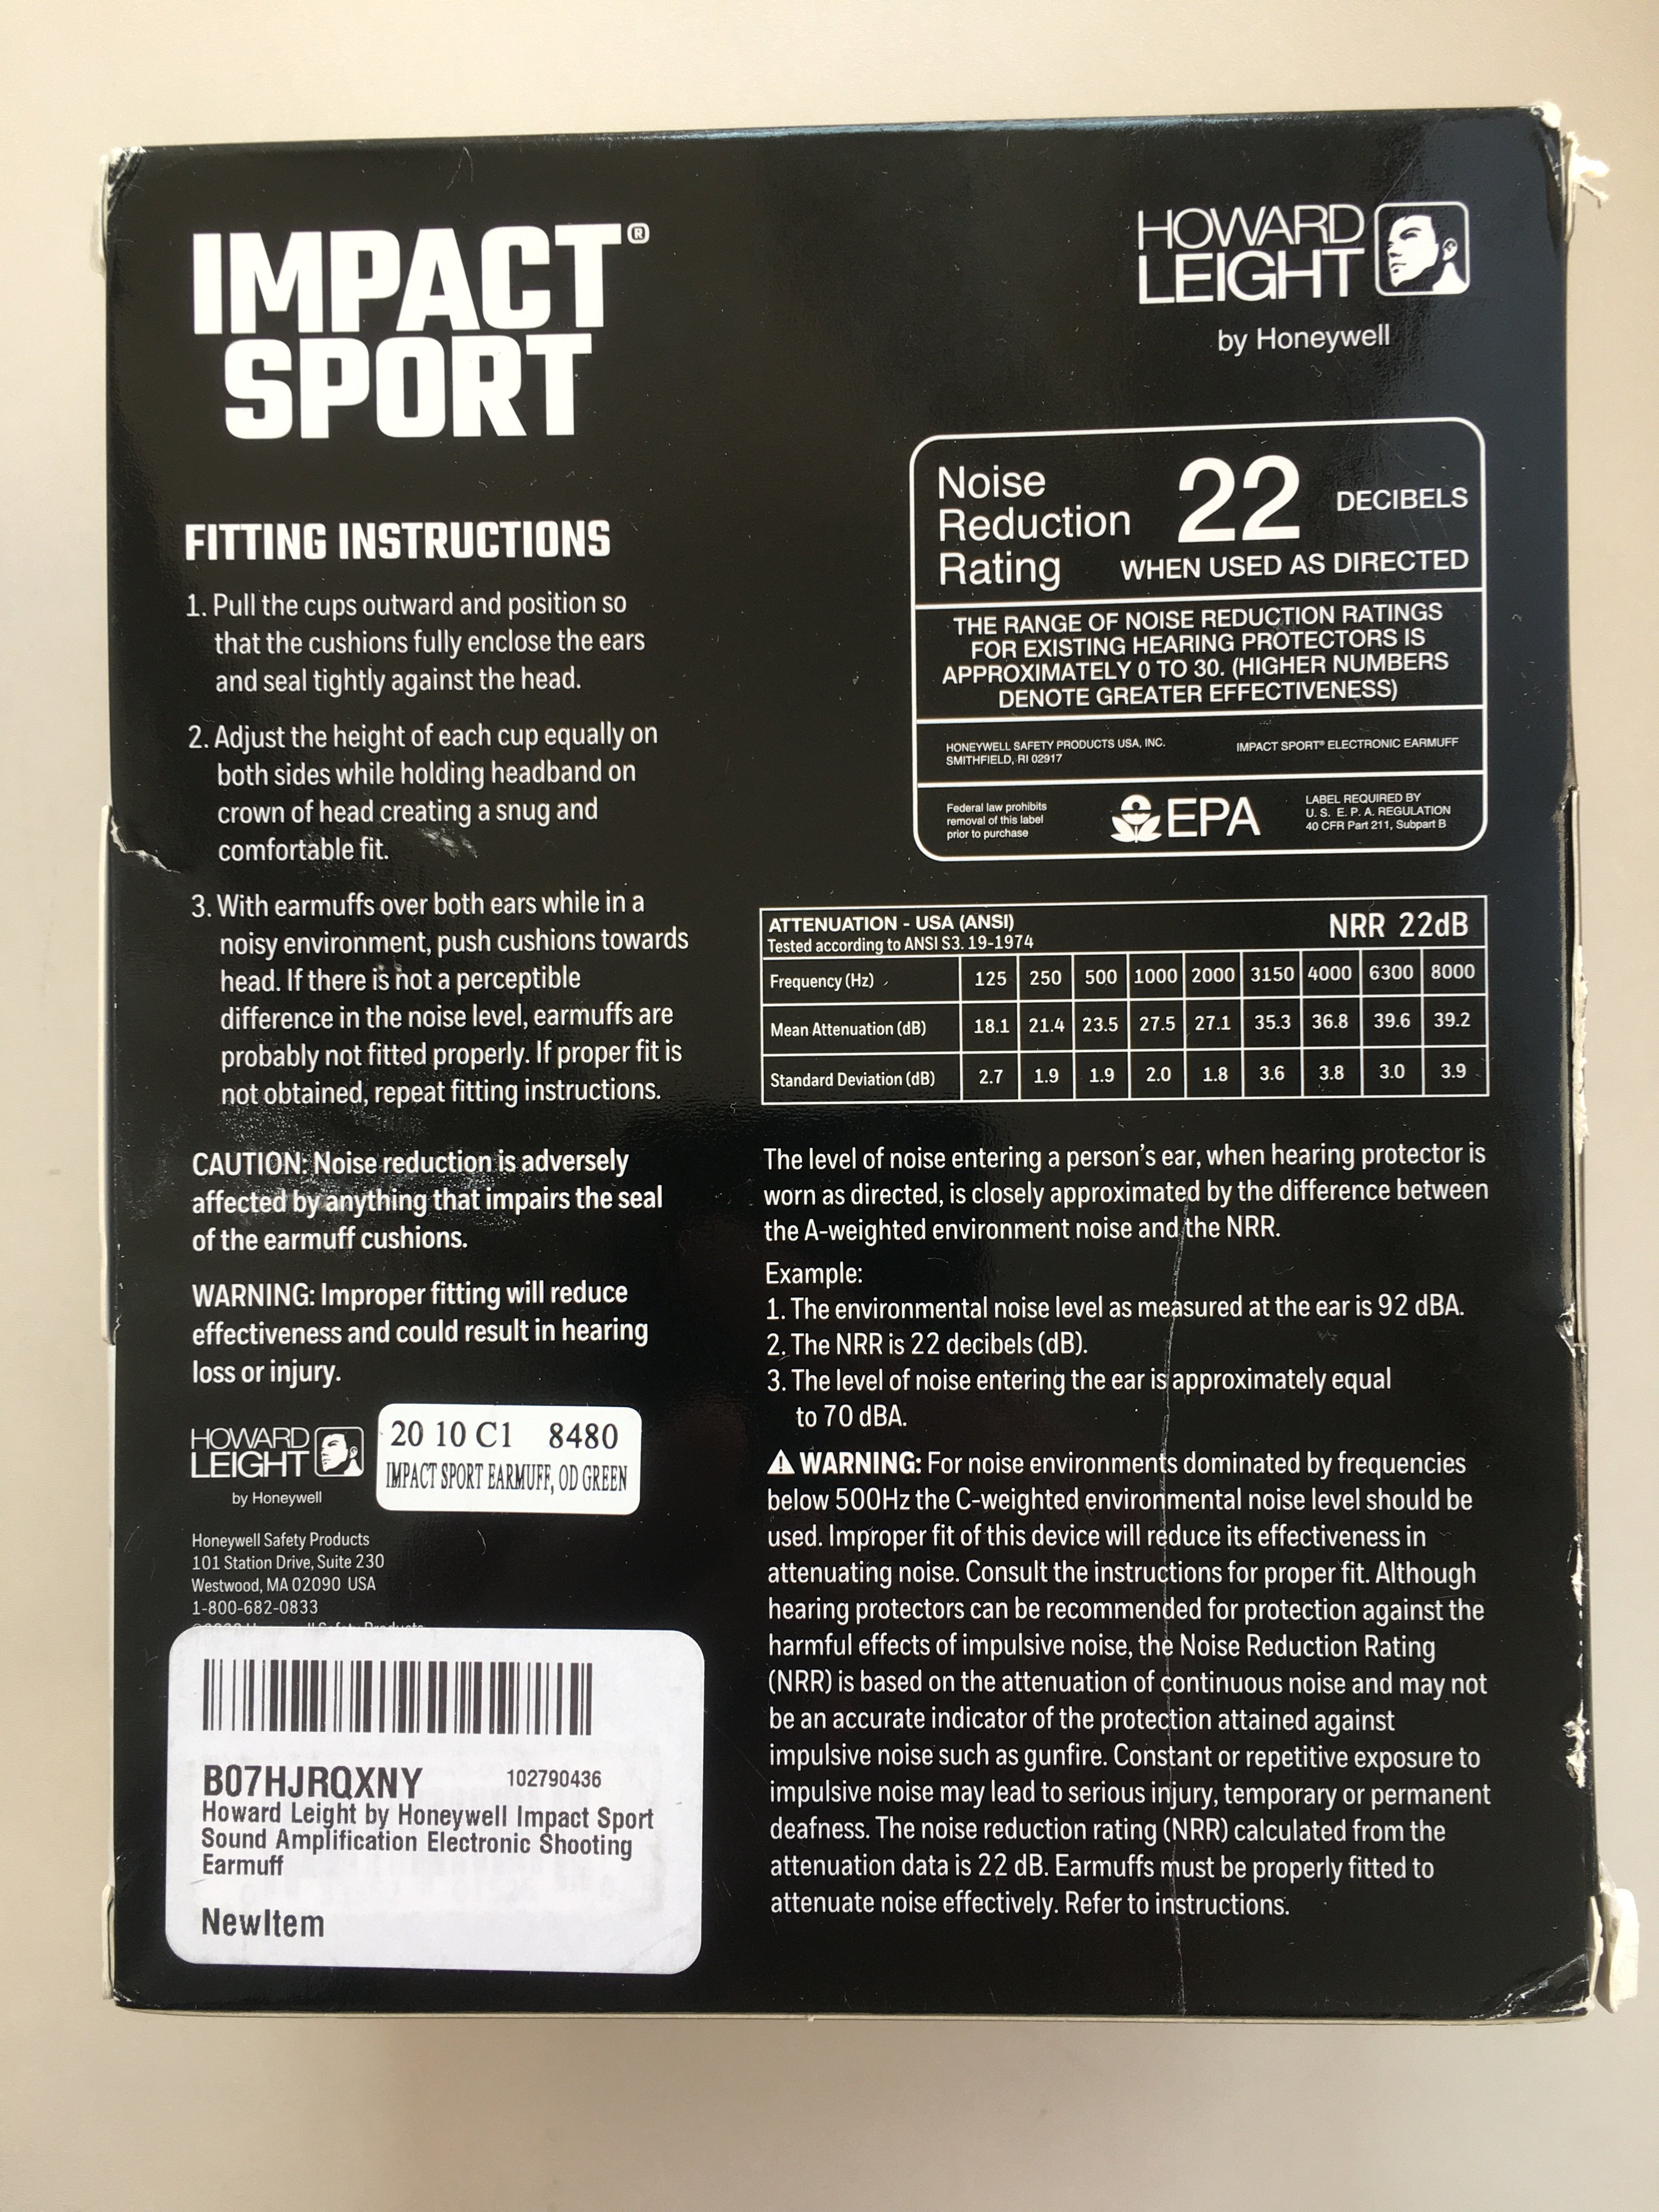 IMPACT®
SPORT
HOWARD
LEIGHT
by Honeywell
FITTING INSTRUCTIONS
1. Pull the cups outward and position so
that the cushions fully enclose the ears
and seal tightly against the head.
2. Adjust the height of each cup equally on
both sides while holding headband on
crown of head creating a snug and
comfortable fit.
3. With earmuffs over both ears while in a
noisy environment, push cushions towards
head. If there is not a perceptible
difference in the noise level, earmuffs are
probably not fitted properly. If proper fit is
not obtained, repeat fitting instructions.
CAUTION: Noise reduction is adversely
affected by anything that impairs the seal
of the earmuff cushions.
WARNING: Improper fitting will reduce
effectiveness and could result in hearing
loss or injury.
HOWARD
LEIGHT
by Honeywell
20 10 C1 8480
IMPACT SPORT EARMUFF, OD GREEN
Honeywell Safety Products
101 Station Drive, Suite 230
Westwood, MA 02090 USA
1-800-682-0833
B07HJRQXNY 102790436
Howard Leight by Honeywell Impact Sport
Sound Amplification Electronic Shooting
Earmuff
NewItem
Noise
Reduction
Rating
22 DECIBELS
WHEN USED AS DIRECTED
THE RANGE OF NOISE REDUCTION RATINGS
FOR EXISTING HEARING PROTECTORS IS
APPROXIMATELY 0 TO 30. (HIGHER NUMBERS
DENOTE GREATER EFFECTIVENESS)
HONEYWELL SAFETY PRODUCTS USA, INC.
SMITHFIELD, RI 02917
IMPACT SPORT® ELECTRONIC EARMUFF
Federal law prohibits
removal of this label
prior to purchase
EPA
LABEL REQUIRED BY
U. S. E. P. A. REGULATION
40 CFR Part 211, Subpart B
ATTENUATION - USA (ANSI)
Tested according to ANSI S3. 19-1974
NRR 22dB
Frequency (Hz) 125 250 500 1000 2000 3150 4000 6300 8000
Mean Attenuation (dB) 18.1 21.4 23.5 27.5 27.1 35.3 36.8 39.6 39.2
Standard Deviation (dB) 2.7 1.9 1.9 2.0 1.8 3.6 3.8 3.0 3.9
The level of noise entering a person's ear, when hearing protector is
worn as directed, is closely approximated by the difference between
the A-weighted environment noise and the NRR.
Example:
1. The environmental noise level as measured at the ear is 92 dBA.
2. The NRR is 22 decibels (dB).
3. The level of noise entering the ear is approximately equal
to 70 dBA.
⚠ WARNING: For noise environments dominated by frequencies
below 500Hz the C-weighted environmental noise level should be
used. Improper fit of this device will reduce its effectiveness in
attenuating noise. Consult the instructions for proper fit. Although
hearing protectors can be recommended for protection against the
harmful effects of impulsive noise, the Noise Reduction Rating
(NRR) is based on the attenuation of continuous noise and may not
be an accurate indicator of the protection attained against
impulsive noise such as gunfire. Constant or repetitive exposure to
impulsive noise may lead to serious injury, temporary or permanent
deafness. The noise reduction rating (NRR) calculated from the
attenuation data is 22 dB. Earmuffs must be properly fitted to
attenuate noise effectively. Refer to instructions.